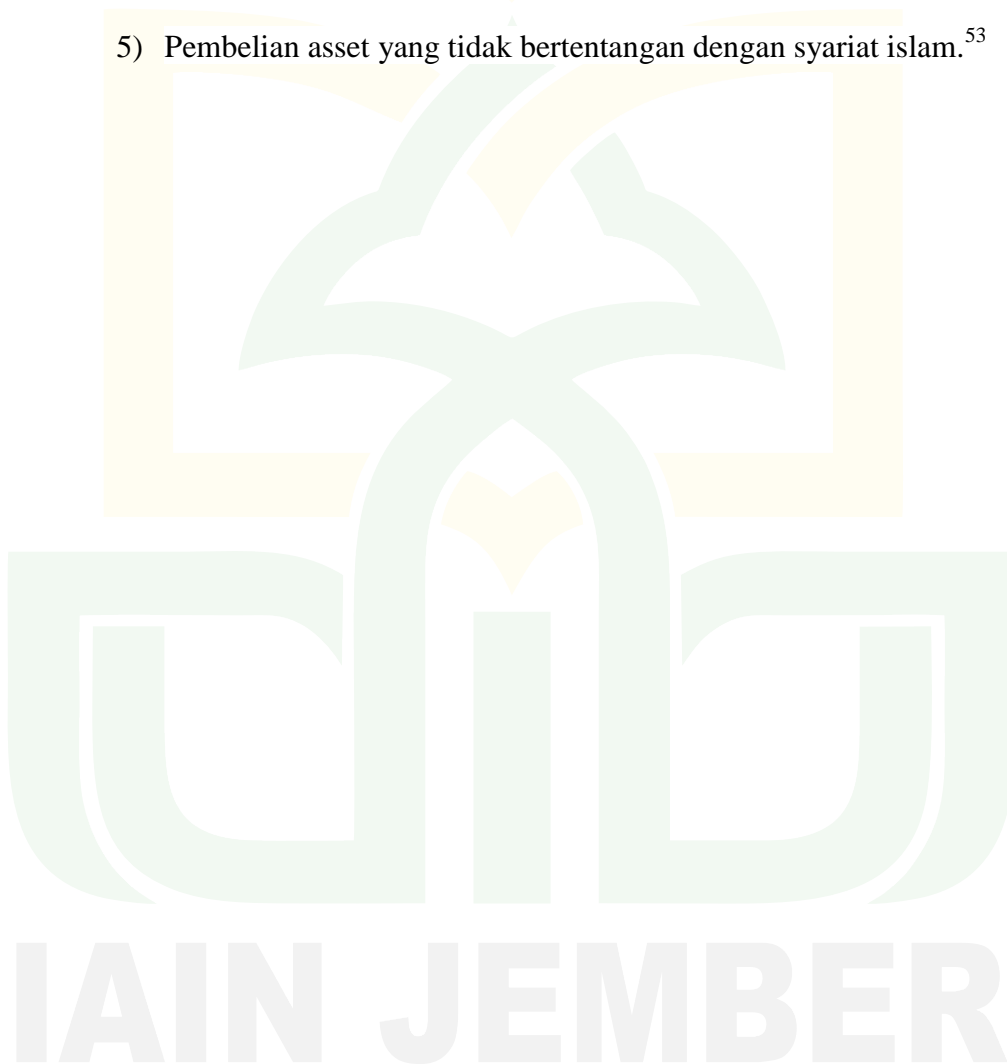 5) Pembelian asset yang tidak bertentangan dengan syariat islam.⁵³
IAIN JEMBER